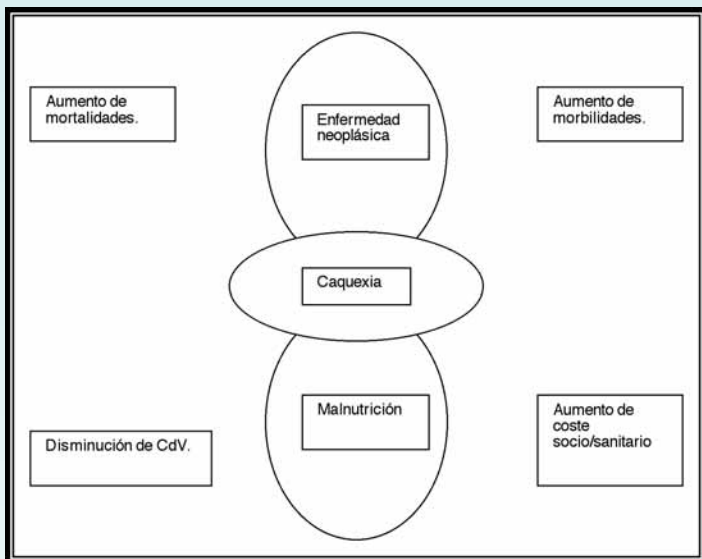 Aumento de
mortalidades.
Enfermedad
neoplásica
Aumento de
morbilidades.
Caquexia
Malnutrición
Disminución de CdV.
Aumento de
coste
socio/sanitario